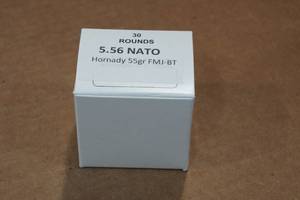 30
ROUNDS
5.56 NATO
Hornady 55gr FMJ-BT